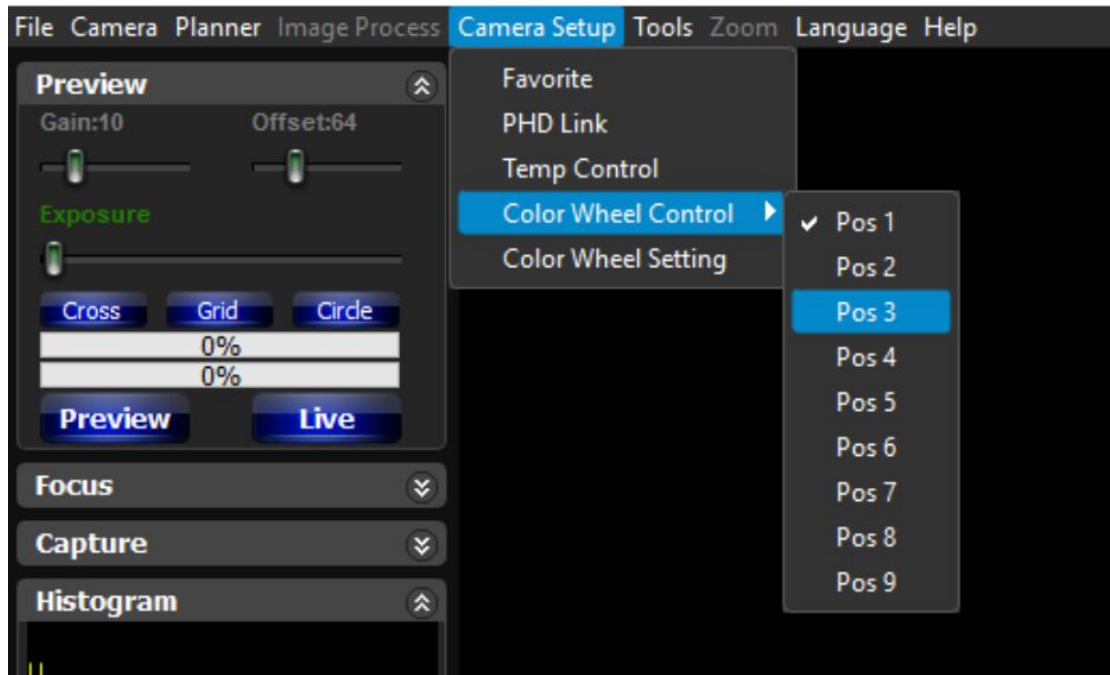 File Camera Planner Image Process Camera Setup Tools Zoom Language Help
Preview
Gain:10 Offset:64
Exposure
Cross Grid Circle
0%
0%
Preview Live
Focus
Capture
Histogram
Favorite
PHD Link
Temp Control
Color Wheel Control
Color Wheel Setting
Pos 1
Pos 2
Pos 3
Pos 4
Pos 5
Pos 6
Pos 7
Pos 8
Pos 9